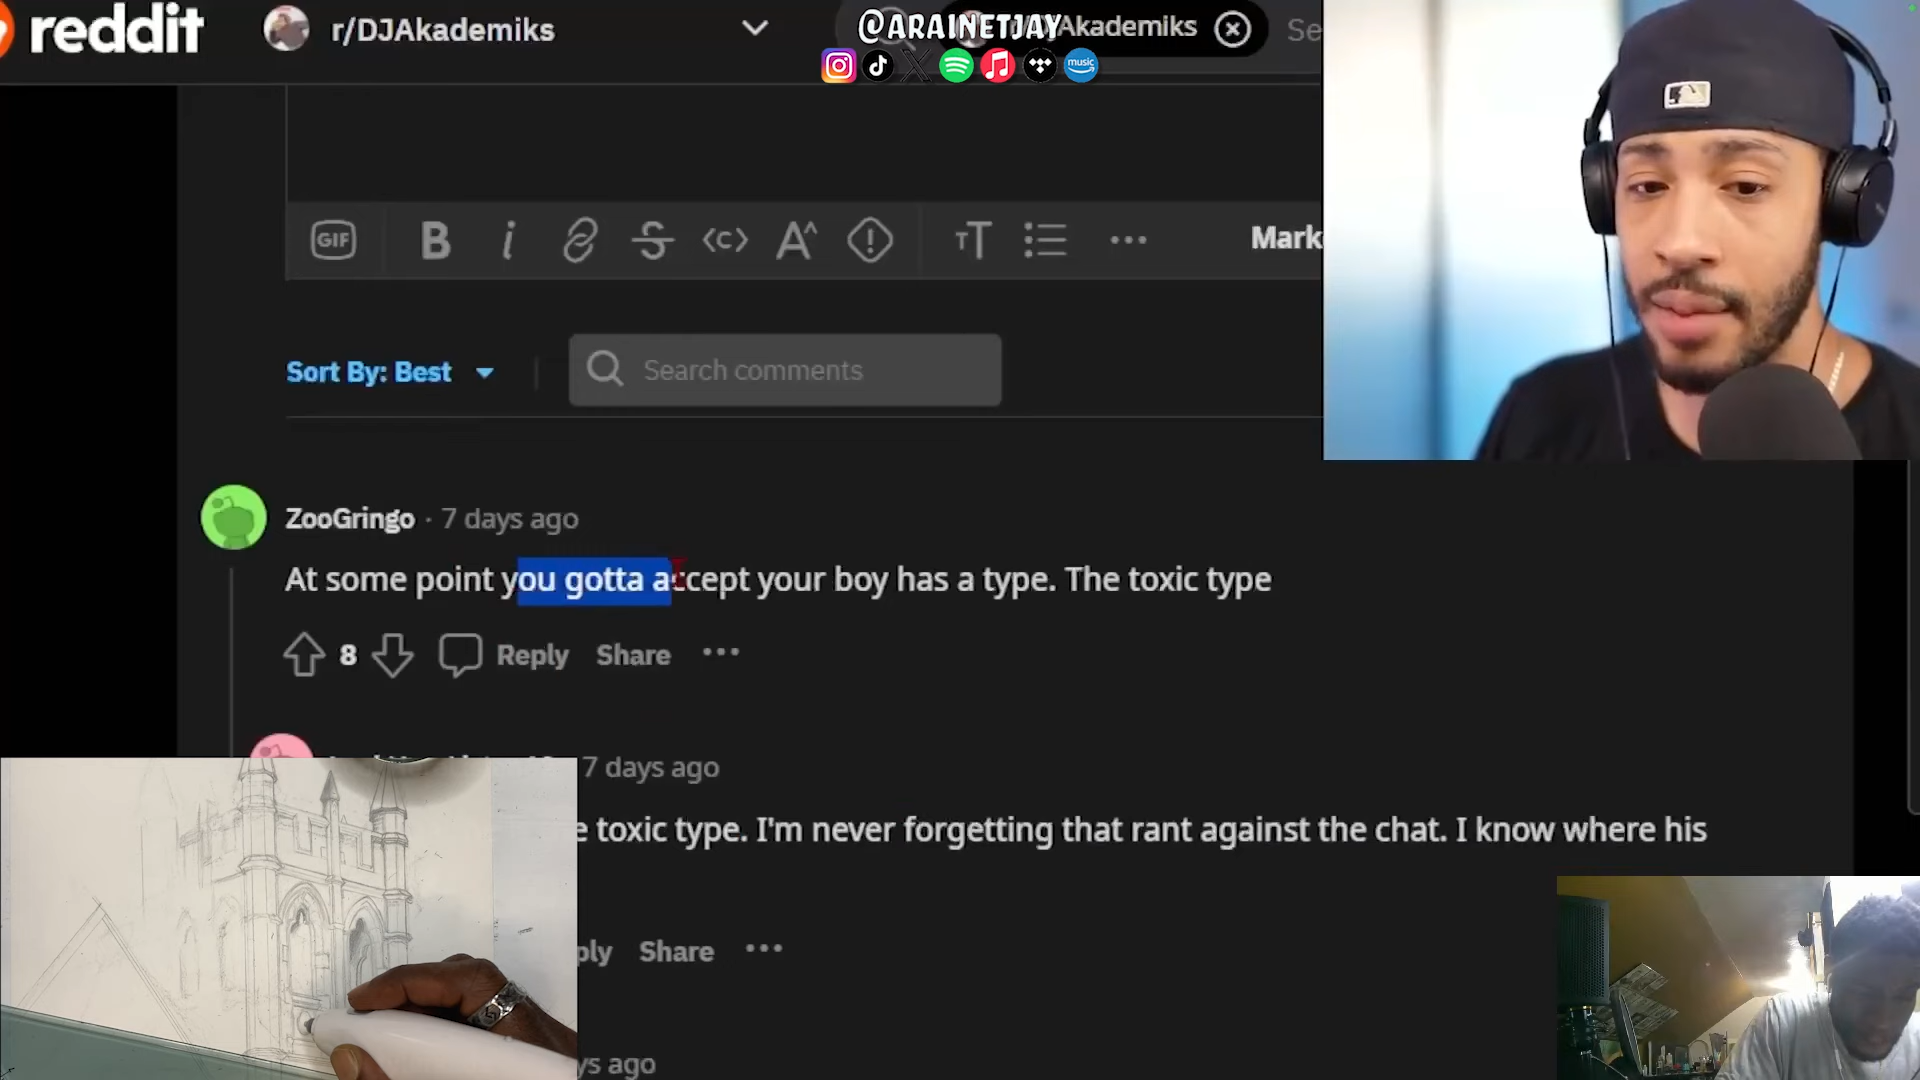 reddit
r/DJAkademiks
@ARAINETJAY
Akademiks
Se
music
GIF
B
i
S
<c>
A^
TT
Mark
Sort By: Best
Search comments
ZooGringo · 7 days ago
At some point you gotta accept your boy has a type. The toxic type
8
Reply
Share
7 days ago
e toxic type. I'm never forgetting that rant against the chat. I know where his
ply
Share
ys ago